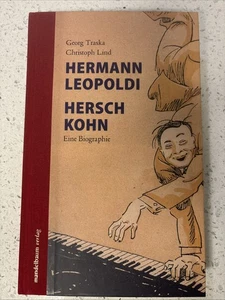 Georg Traska
Christoph Lind
HERMANN
LEOPOLDI
HERSCH
KOHN
Eine Biographie
mandelbaum verlag